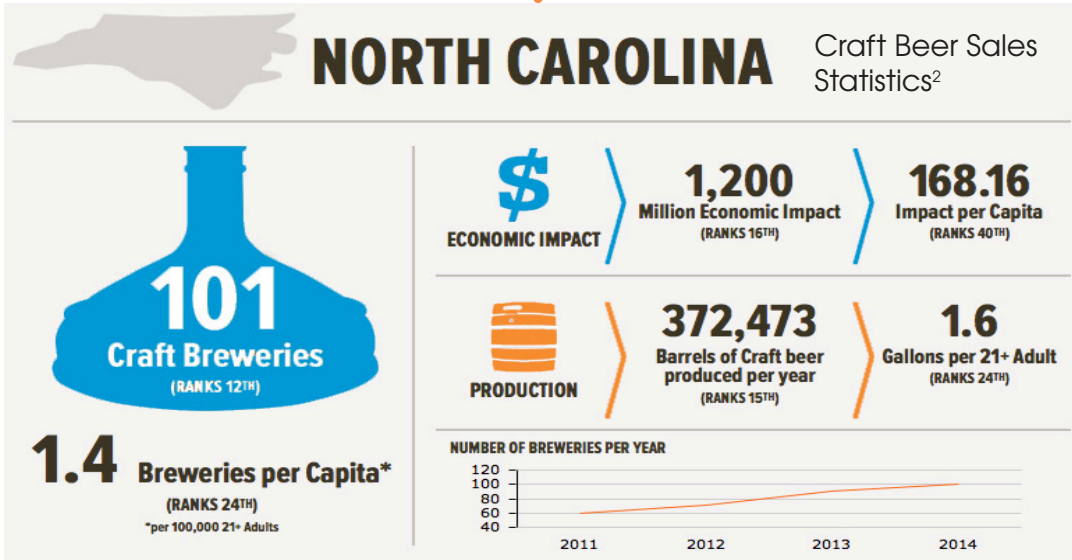 NORTH CAROLINA
Craft Beer Sales
Statistics²
101
Craft Breweries
(RANKS 12TH)
1.4 Breweries per Capita*
(RANKS 24TH)
*per 100,000 21+ Adults
$
ECONOMIC IMPACT
1,200
Million Economic Impact
(RANKS 16TH)
168.16
Impact per Capita
(RANKS 40TH)
PRODUCTION
372,473
Barrels of Craft beer
produced per year
(RANKS 15TH)
1.6
Gallons per 21+ Adult
(RANKS 24TH)
NUMBER OF BREWERIES PER YEAR
120
100
80
60
40
2011 2012 2013 2014